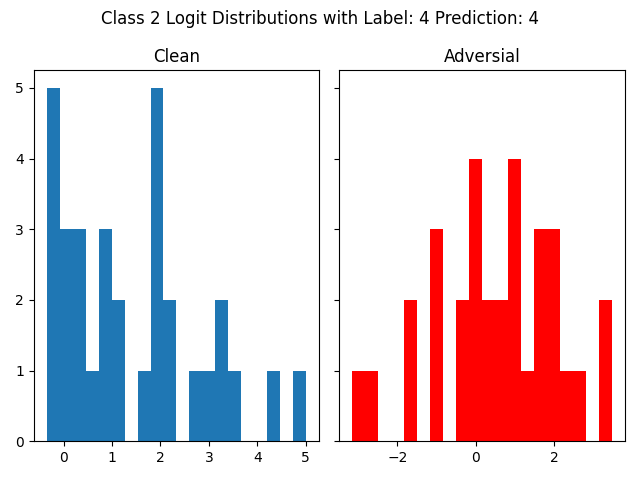 Class 2 Logit Distributions with Label: 4 Prediction: 4
Clean
Adversial
5
4
3
2
1
0
0 1 2 3 4 5
−2 0 2